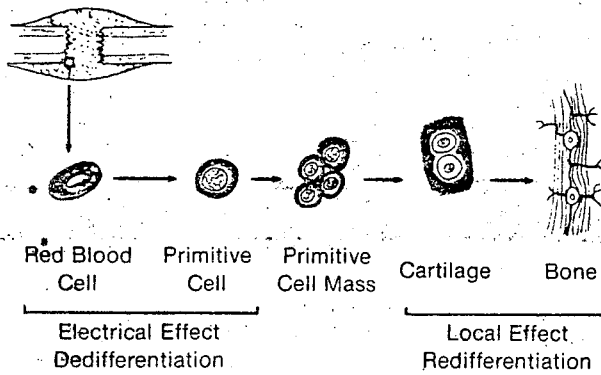 Red Blood
Cell
Primitive
Cell
Primitive
Cell Mass
Cartilage
Bone
Electrical Effect
Dedifferentiation
Local Effect
Redifferentiation